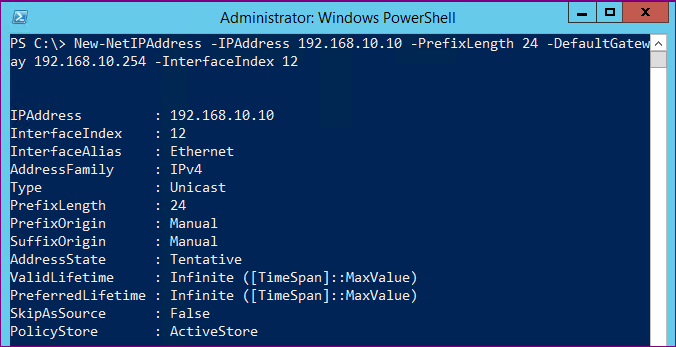 Administrator: Windows PowerShell
PS C:\> New-NetIPAddress -IPAddress 192.168.10.10 -PrefixLength 24 -DefaultGatew
ay 192.168.10.254 -InterfaceIndex 12
IPAddress : 192.168.10.10
InterfaceIndex : 12
InterfaceAlias : Ethernet
AddressFamily : IPv4
Type : Unicast
PrefixLength : 24
PrefixOrigin : Manual
SuffixOrigin : Manual
AddressState : Tentative
ValidLifetime : Infinite ([TimeSpan]::MaxValue)
PreferredLifetime : Infinite ([TimeSpan]::MaxValue)
SkipAsSource : False
PolicyStore : ActiveStore